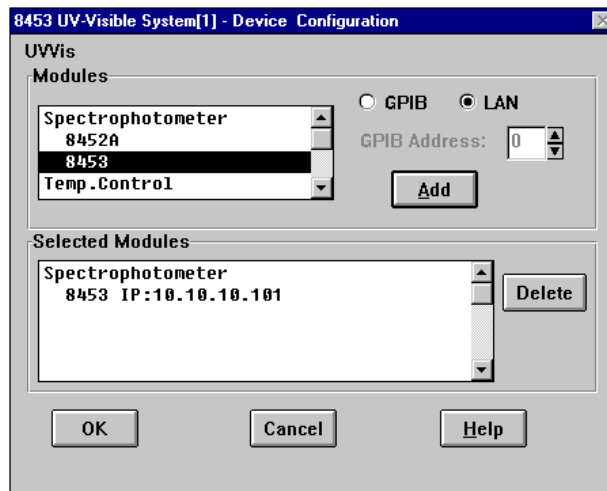 8453 UV-Visible System[1] - Device Configuration
UVVis
Modules
Spectrophotometer
8452A
8453
Temp.Control
GPIB
LAN
GPIB Address:
0
Add
Selected Modules
Spectrophotometer
8453 IP:10.10.10.101
Delete
OK
Cancel
Help